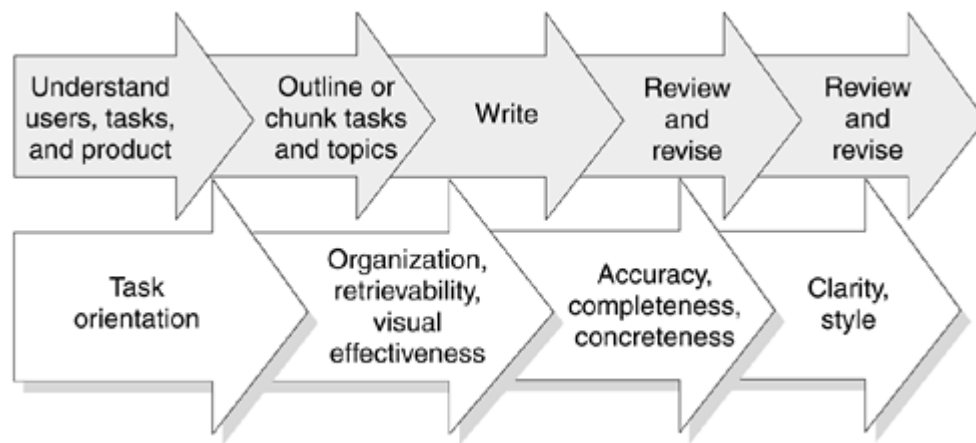 Understand
users, tasks,
and product
Outline or
chunk tasks
and topics
Write
Review
and
revise
Review
and
revise
Task
orientation
Organization,
retrievability,
visual
effectiveness
Accuracy,
completeness,
concreteness
Clarity,
style